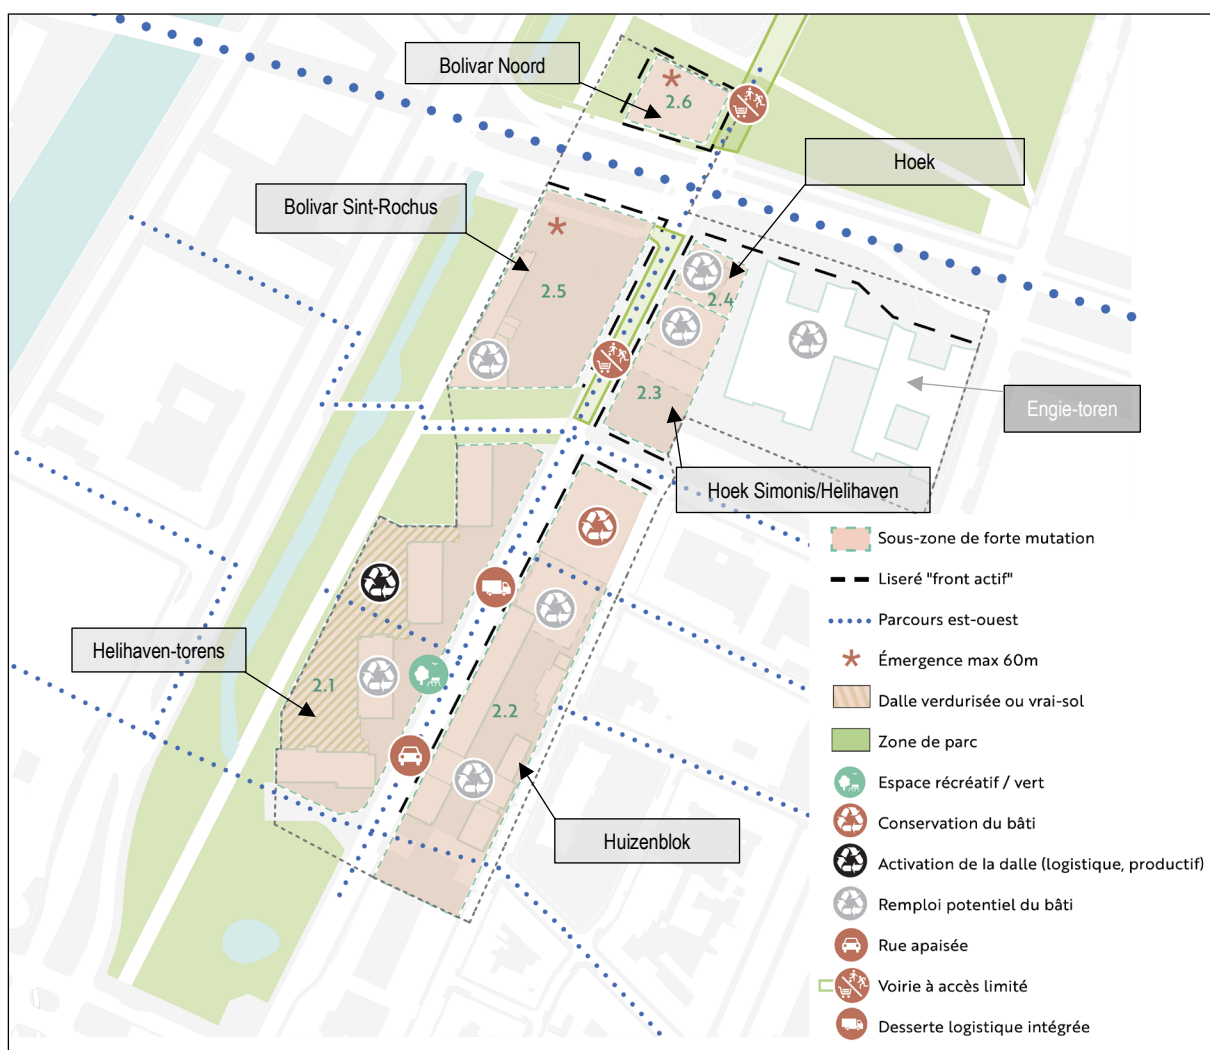 Bolivar Noord
2.6
Hoek
Bolivar Sint-Rochus
2.5
2.4
2.3
Engie-toren
Hoek Simonis/Helihaven
Helihaven-torens
2.1
2.2
Huizenblok
Sous-zone de forte mutation
Liseré "front actif"
Parcours est-ouest
Émergence max 60m
Dalle verdurisée ou vrai-sol
Zone de parc
Espace récréatif / vert
Conservation du bâti
Activation de la dalle (logistique, productif)
Remploi potentiel du bâti
Rue apaisée
Voirie à accès limité
Desserte logistique intégrée